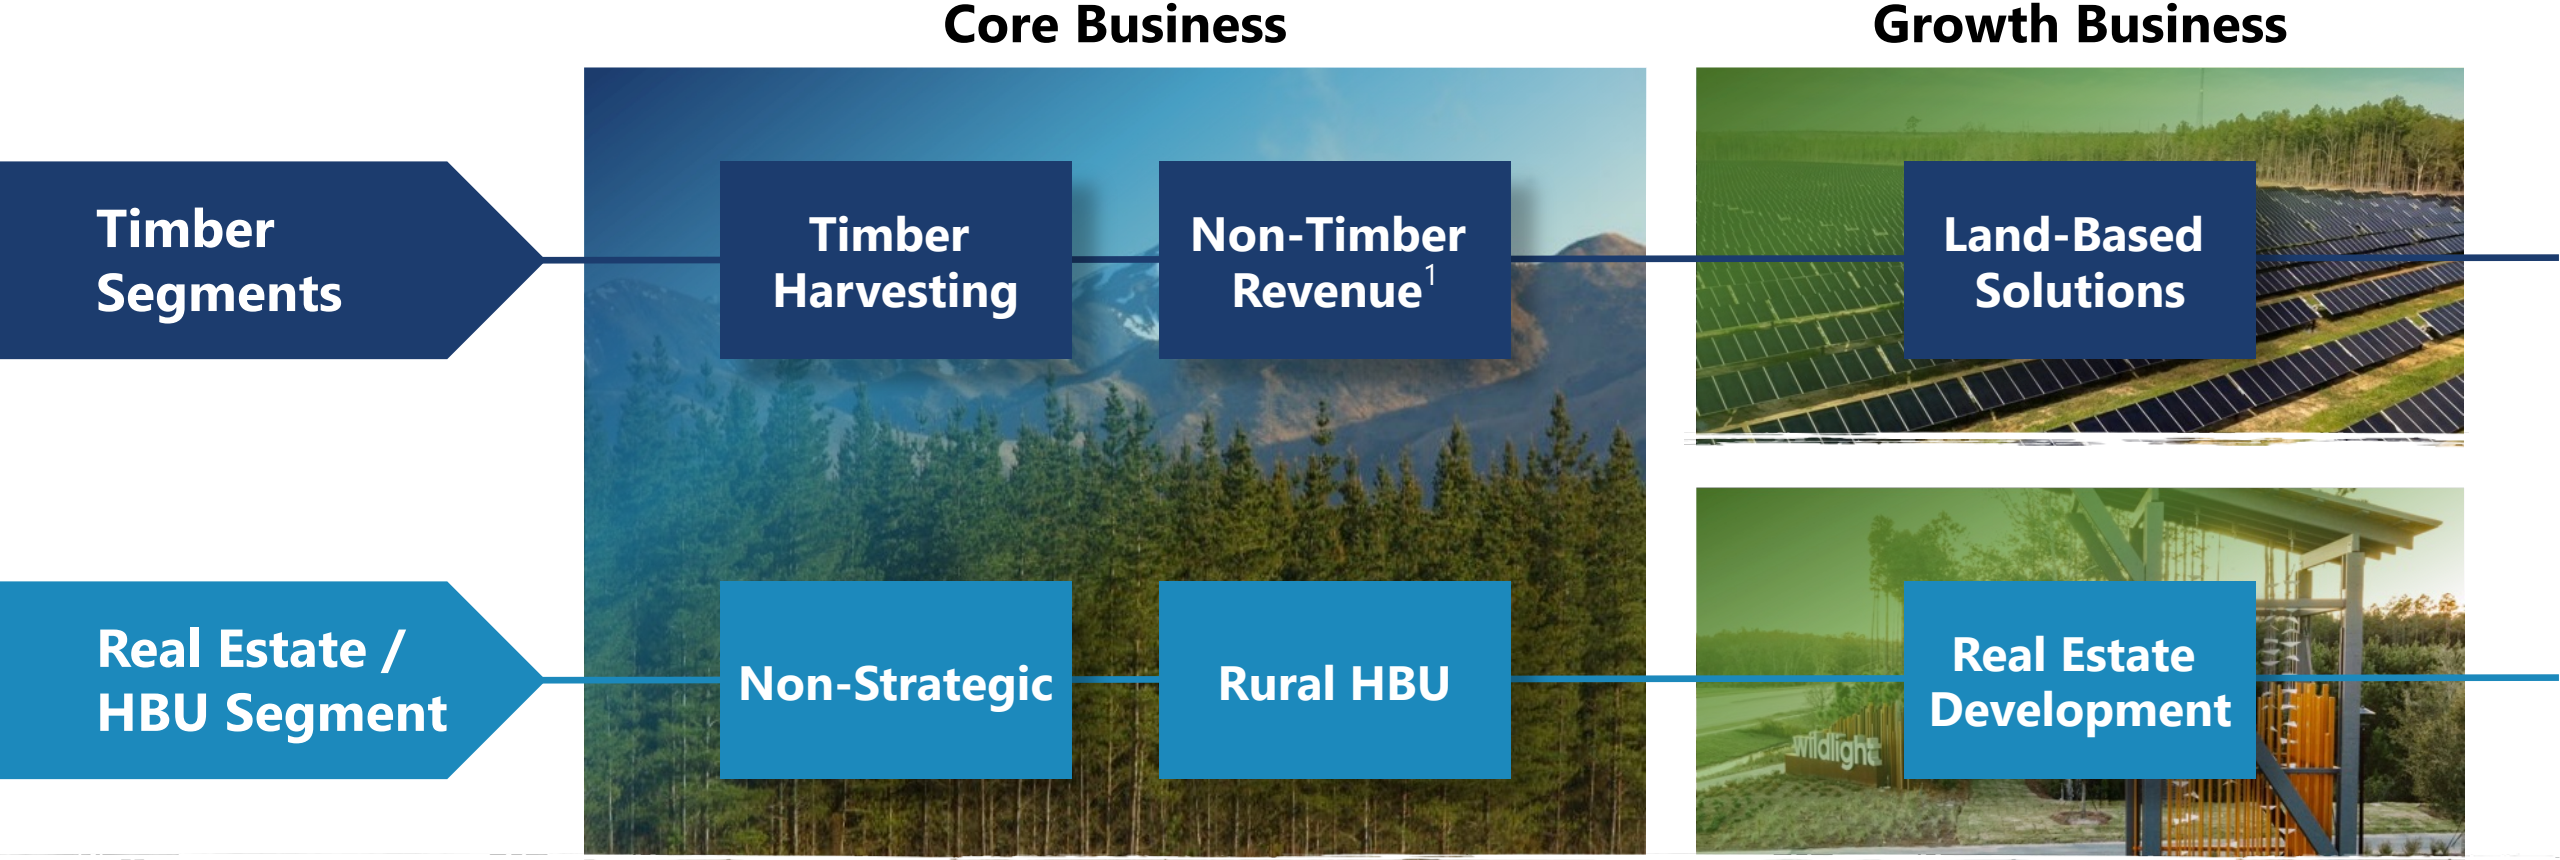 Core Business
Growth Business
Timber
Segments
Timber
Harvesting
Non-Timber
Revenue1
Land-Based
Solutions
Real Estate /
HBU Segment
Non-Strategic
Rural HBU
Real Estate
Development
wildlight